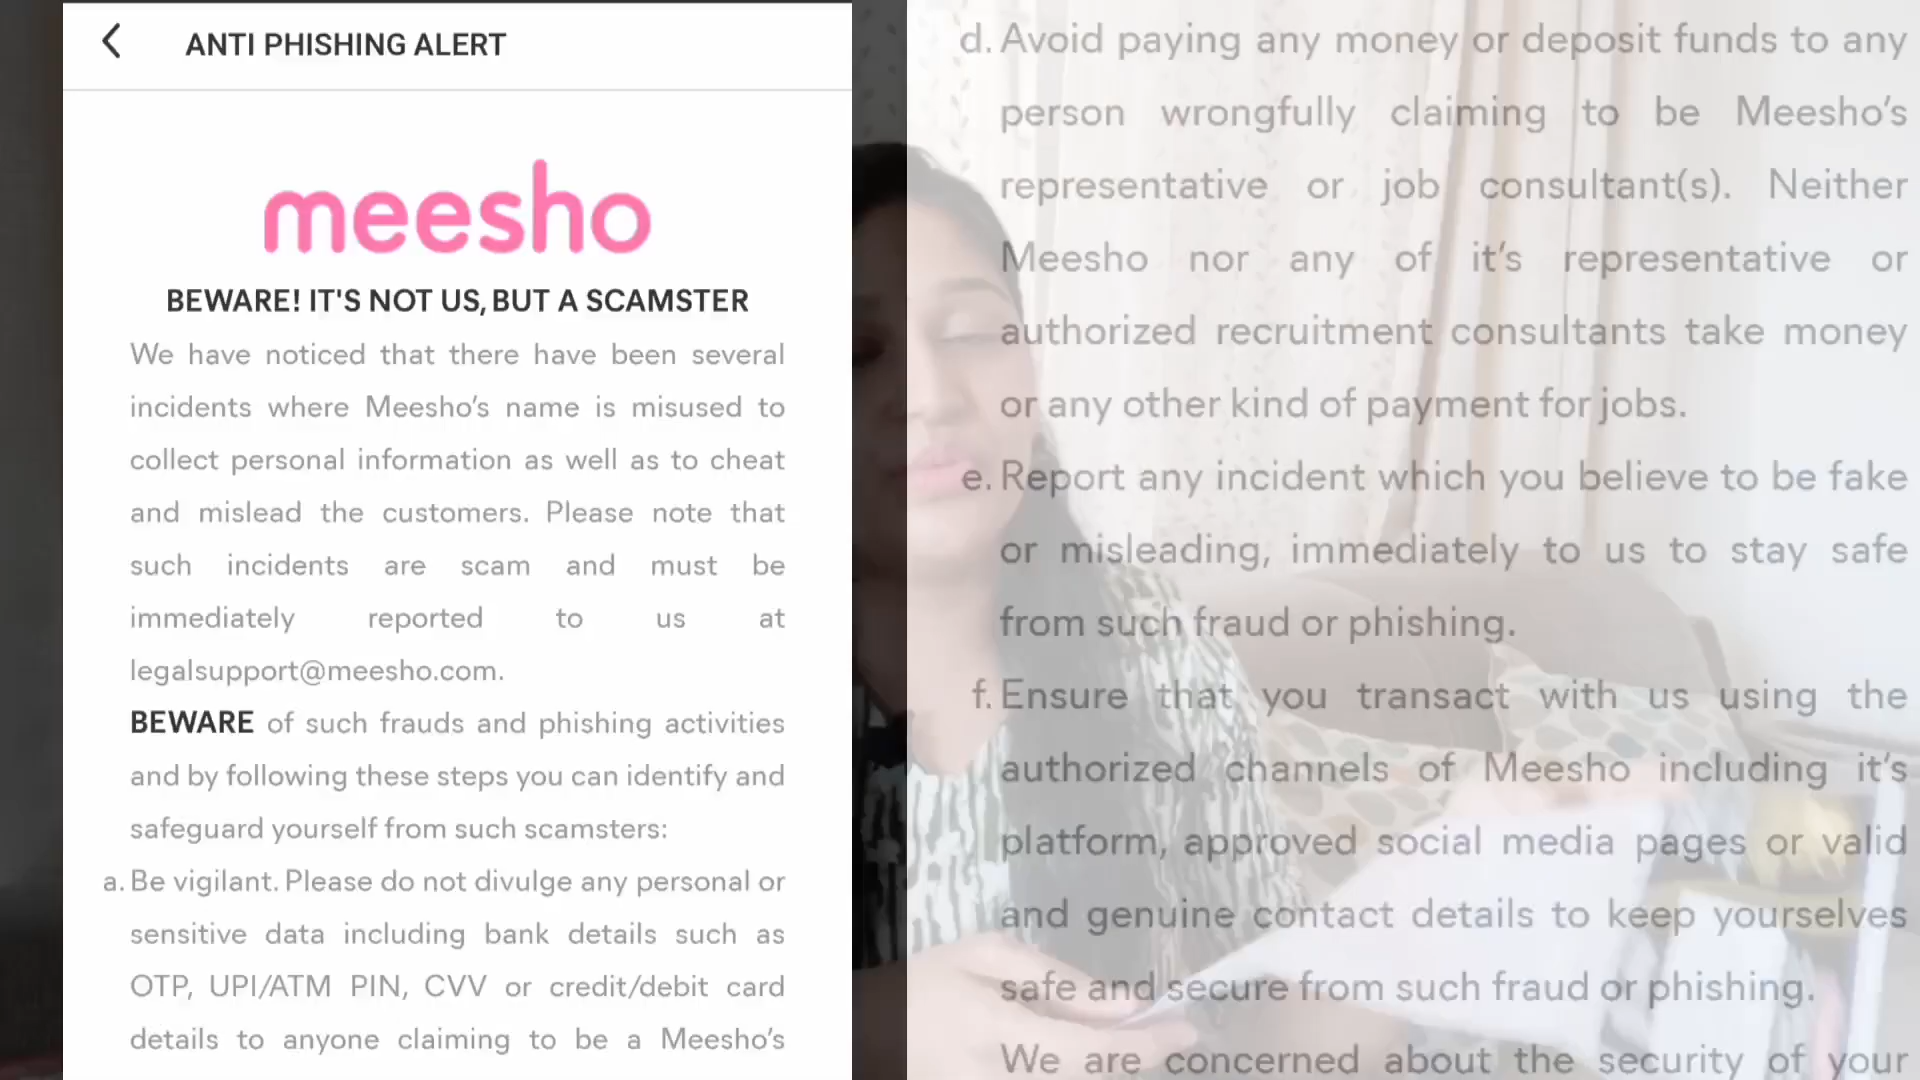 ANTI PHISHING ALERT
meesho
BEWARE! IT'S NOT US, BUT A SCAMSTER
We have noticed that there have been several
incidents where Meesho's name is misused to
collect personal information as well as to cheat
and mislead the customers. Please note that
such incidents are scam and must be
immediately reported to us at
legalsupport@meesho.com.
BEWARE of such frauds and phishing activities
and by following these steps you can identify and
safeguard yourself from such scamsters:
a. Be vigilant. Please do not divulge any personal or
sensitive data including bank details such as
OTP, UPI/ATM PIN, CVV or credit/debit card
details to anyone claiming to be a Meesho's
d. Avoid paying any money or deposit funds to any
person wrongfully claiming to be Meesho's
representative or job consultant(s). Neither
Meesho nor any of it's representative or
authorized recruitment consultants take money
or any other kind of payment for jobs.
e. Report any incident which you believe to be fake
or misleading, immediately to us to stay safe
from such fraud or phishing.
f. Ensure that you transact with us using the
authorized channels of Meesho including it's
platform, approved social media pages or valid
and genuine contact details to keep yourselves
safe and secure from such fraud or phishing.
We are concerned about the security of your